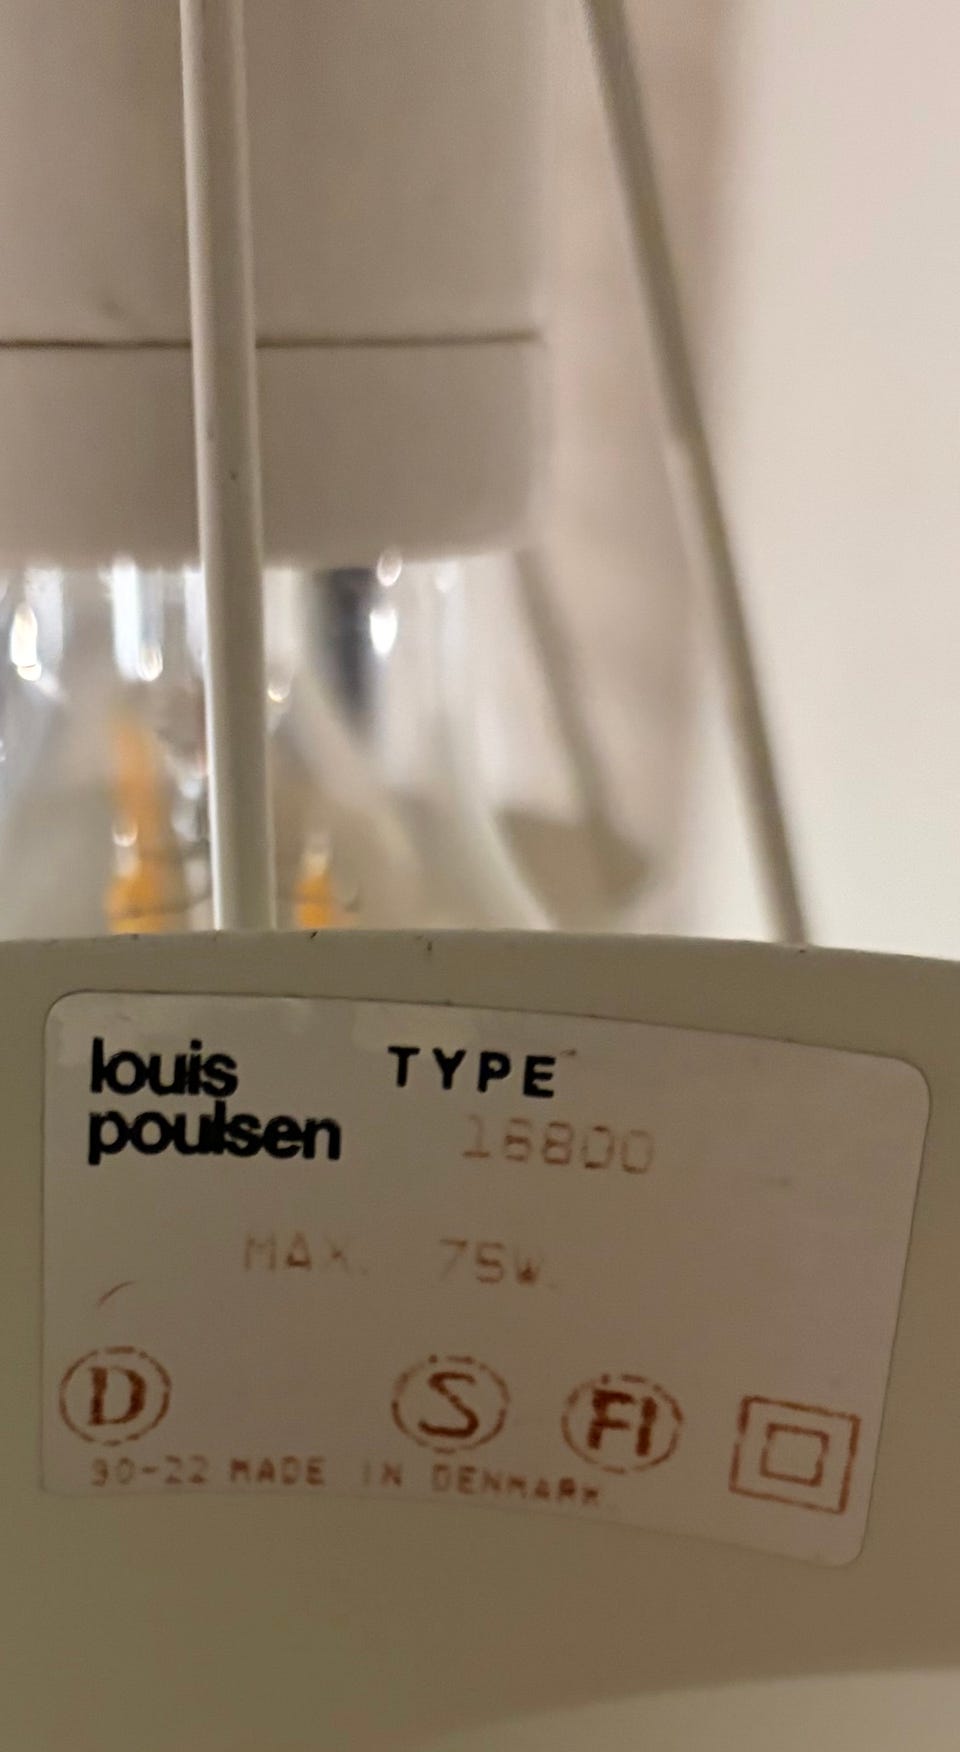 louis
poulsen
TYPE
16800
MAX. 75W.
D S FI
90-22 MADE IN DENMARK